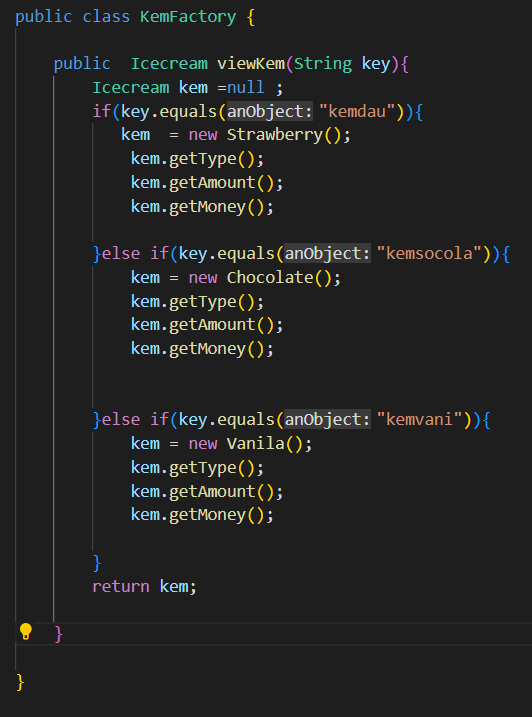 public class KemFactory {
public  Icecream viewKem(String key){
Icecream kem =null ;
if(key.equals(anObject: "kemdau")){
kem  = new Strawberry();
kem.getType();
kem.getAmount();
kem.getMoney();
}else if(key.equals(anObject: "kemsocola")){
kem = new Chocolate();
kem.getType();
kem.getAmount();
kem.getMoney();
}else if(key.equals(anObject: "kemvani")){
kem = new Vanila();
kem.getType();
kem.getAmount();
kem.getMoney();
}
return kem;
}
}